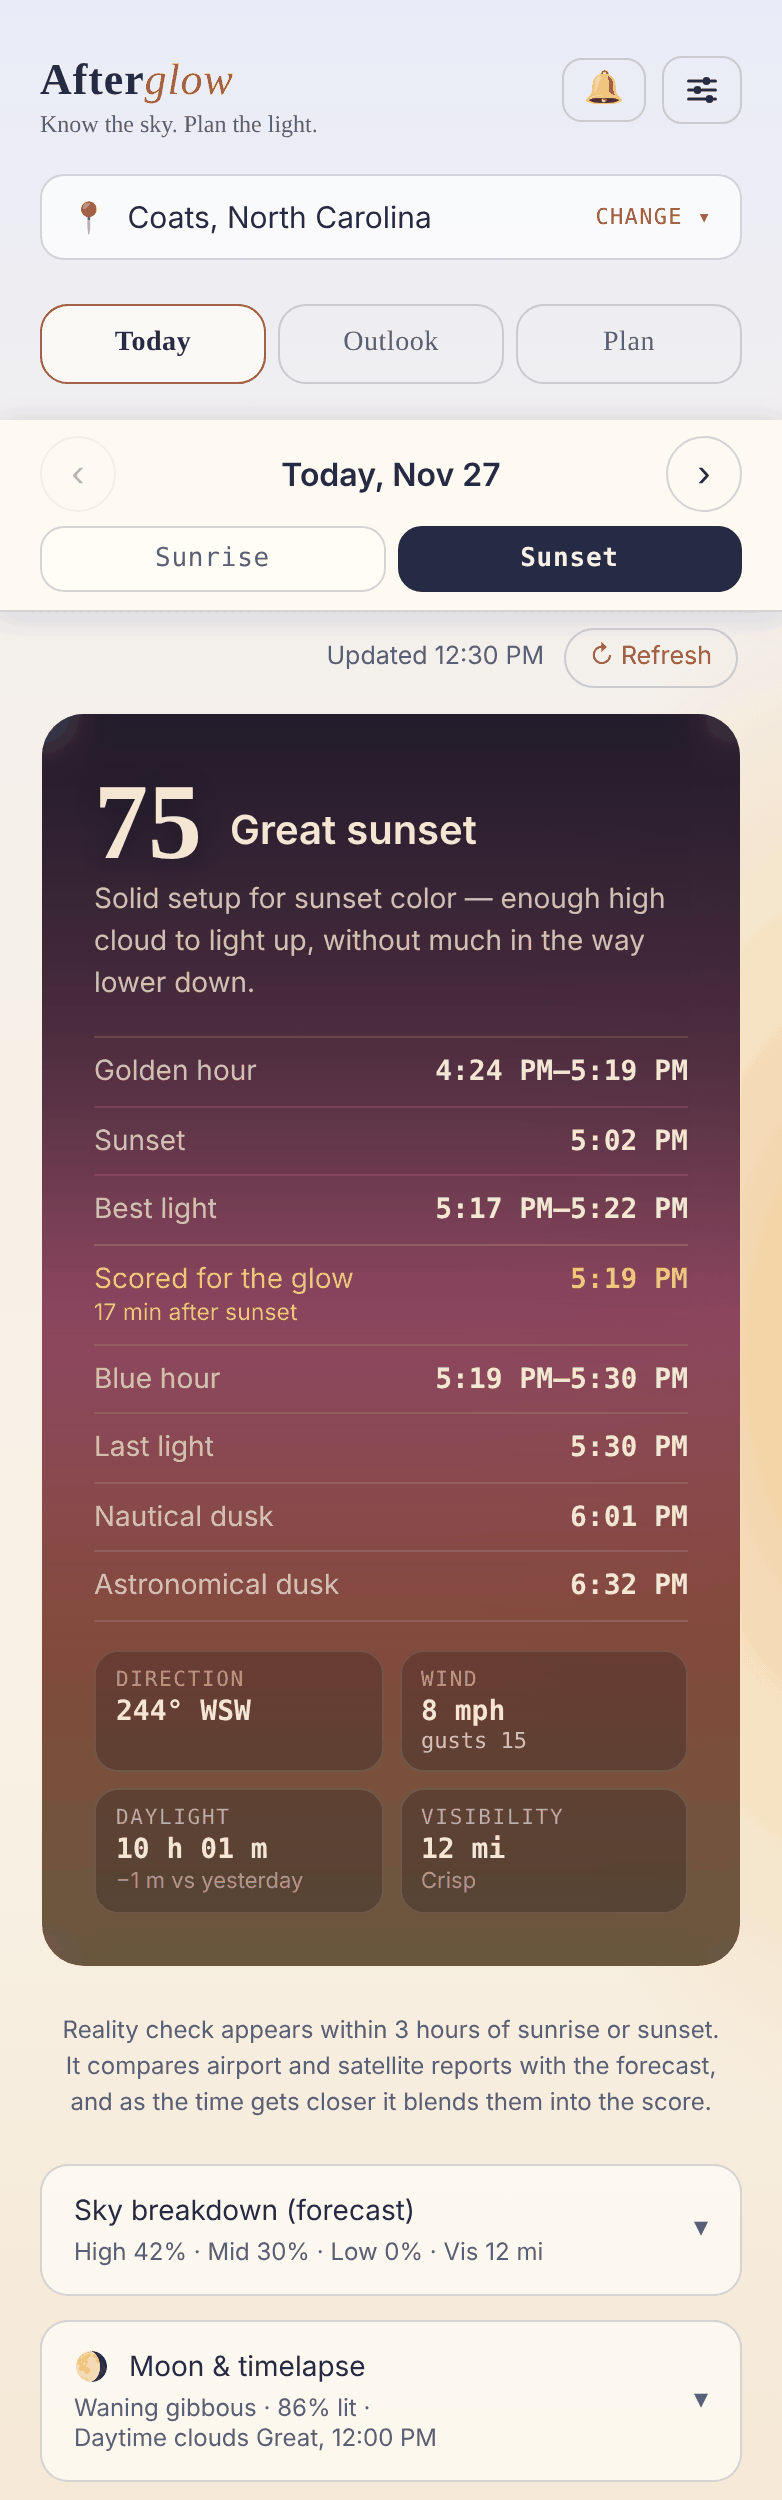 Afterglow
Know the sky. Plan the light.
Coats, North Carolina CHANGE ▾
Today Outlook Plan
‹ Today, Nov 27 ›
Sunrise Sunset
Updated 12:30 PM ↻ Refresh
75 Great sunset
Solid setup for sunset color — enough high
cloud to light up, without much in the way
lower down.
Golden hour 4:24 PM–5:19 PM
Sunset 5:02 PM
Best light 5:17 PM–5:22 PM
Scored for the glow 5:19 PM
17 min after sunset
Blue hour 5:19 PM–5:30 PM
Last light 5:30 PM
Nautical dusk 6:01 PM
Astronomical dusk 6:32 PM
DIRECTION
244° WSW
WIND
8 mph
gusts 15
DAYLIGHT
10 h 01 m
−1 m vs yesterday
VISIBILITY
12 mi
Crisp
Reality check appears within 3 hours of sunrise or sunset.
It compares airport and satellite reports with the forecast,
and as the time gets closer it blends them into the score.
Sky breakdown (forecast) ▾
High 42% · Mid 30% · Low 0% · Vis 12 mi
Moon & timelapse ▾
Waning gibbous · 86% lit ·
Daytime clouds Great, 12:00 PM